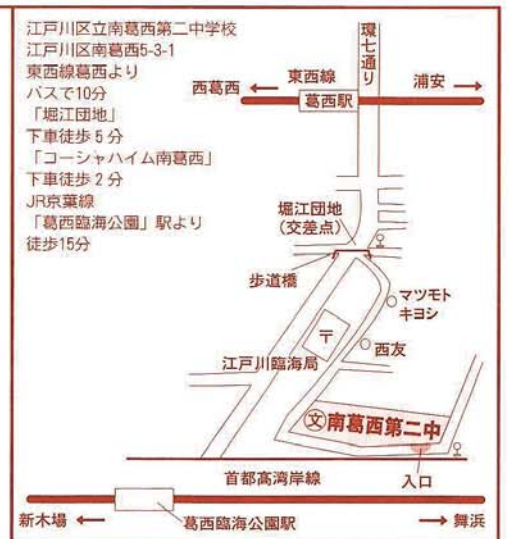 江戸川区立南葛西第二中学校
江戸川区南葛西5-3-1
東西線葛西より
バスで10分
「堀江団地」
下車徒歩5分
「コーシャハイム南葛西」
下車徒歩2分
JR京葉線
「葛西臨海公園」駅より
徒歩15分
環七通り
西葛西 ← 東西線
浦安 →
葛西駅
堀江団地
(交差点)
歩道橋
マツモト
キヨシ
〒
西友
江戸川臨海局
文 南葛西第二中
首都高湾岸線
入口
新木場 ←
葛西臨海公園駅
→ 舞浜